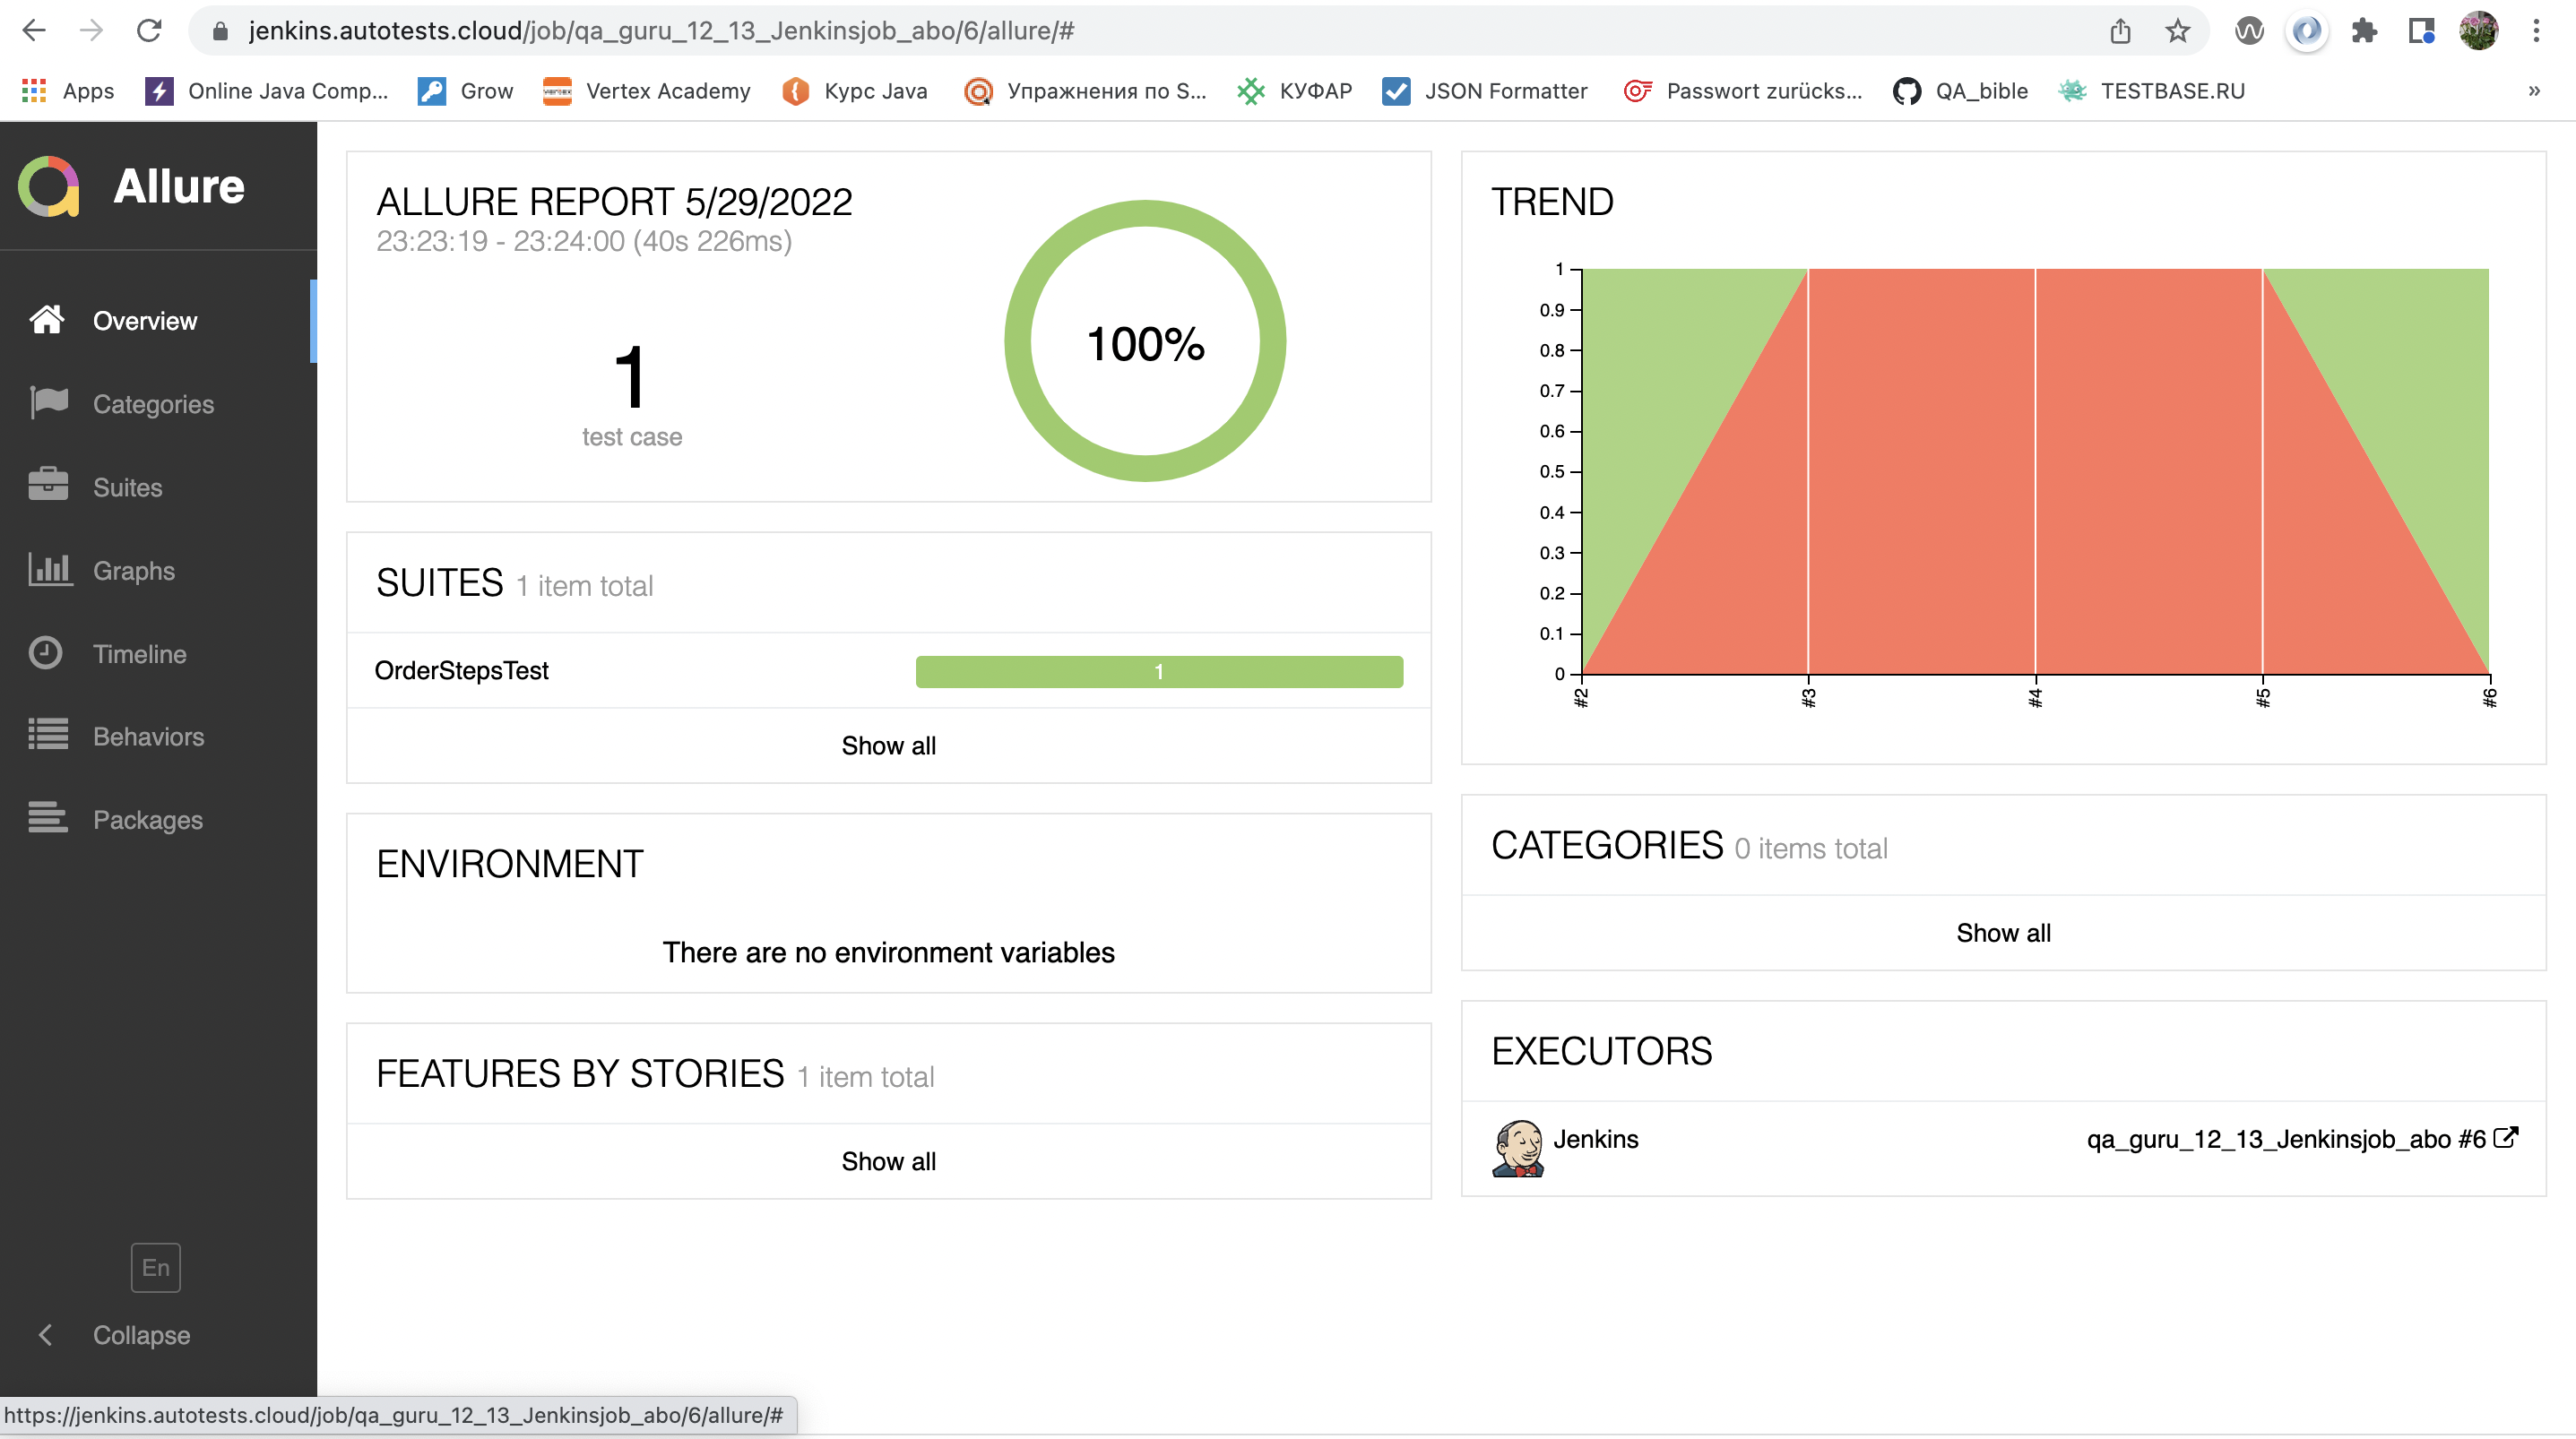 jenkins.autotests.cloud/job/qa_guru_12_13_Jenkinsjob_abo/6/allure/#
Apps Online Java Comp... Grow Vertex Academy Курс Java Упражнения по S... КУФАР JSON Formatter Passwort zurücks... QA_bible TESTBASE.RU »
Allure
Overview
Categories
Suites
Graphs
Timeline
Behaviors
Packages
En
Collapse
ALLURE REPORT 5/29/2022
23:23:19 - 23:24:00 (40s 226ms)
1
test case
100%
SUITES 1 item total
OrderStepsTest 1
Show all
ENVIRONMENT
There are no environment variables
FEATURES BY STORIES 1 item total
Show all
TREND
1
0.9
0.8
0.7
0.6
0.5
0.4
0.3
0.2
0.1
0
#2 #3 #4 #5 #6
CATEGORIES 0 items total
Show all
EXECUTORS
Jenkins qa_guru_12_13_Jenkinsjob_abo #6
https://jenkins.autotests.cloud/job/qa_guru_12_13_Jenkinsjob_abo/6/allure/#